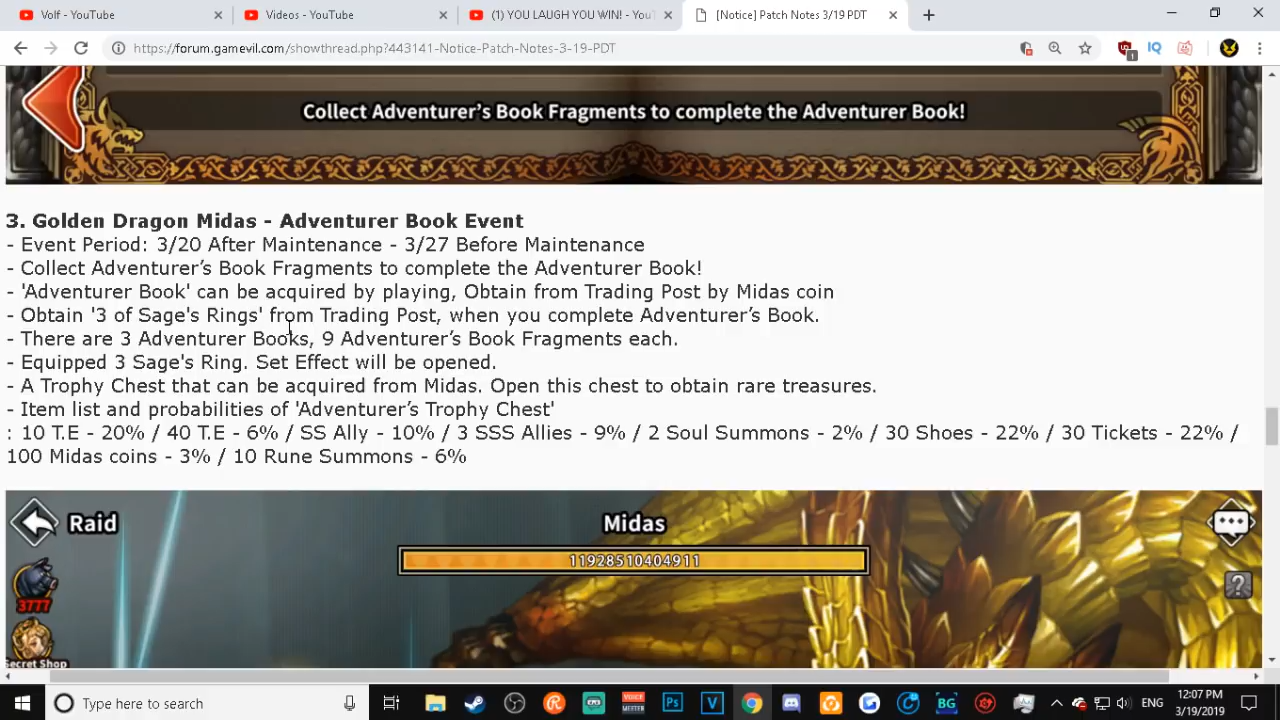 Volf - YouTube
Videos - YouTube
(1) YOU LAUGH YOU WIN! - YouT
[Notice] Patch Notes 3/19 PDT
https://forum.gamevil.com/showthread.php?443141-Notice-Patch-Notes-3-19-PDT
Collect Adventurer's Book Fragments to complete the Adventurer Book!
3. Golden Dragon Midas - Adventurer Book Event
- Event Period: 3/20 After Maintenance - 3/27 Before Maintenance
- Collect Adventurer's Book Fragments to complete the Adventurer Book!
- 'Adventurer Book' can be acquired by playing, Obtain from Trading Post by Midas coin
- Obtain '3 of Sage's Rings' from Trading Post, when you complete Adventurer's Book.
- There are 3 Adventurer Books, 9 Adventurer's Book Fragments each.
- Equipped 3 Sage's Ring. Set Effect will be opened.
- A Trophy Chest that can be acquired from Midas. Open this chest to obtain rare treasures.
- Item list and probabilities of 'Adventurer's Trophy Chest'
: 10 T.E - 20% / 40 T.E - 6% / SS Ally - 10% / 3 SSS Allies - 9% / 2 Soul Summons - 2% / 30 Shoes - 22% / 30 Tickets - 22% /
100 Midas coins - 3% / 10 Rune Summons - 6%
Raid
Midas
11928510404911
3777
Secret Shop
Type here to search
VOICE MEETER
Ps
V
BG
ENG
12:07 PM
3/19/2019
IQ
1